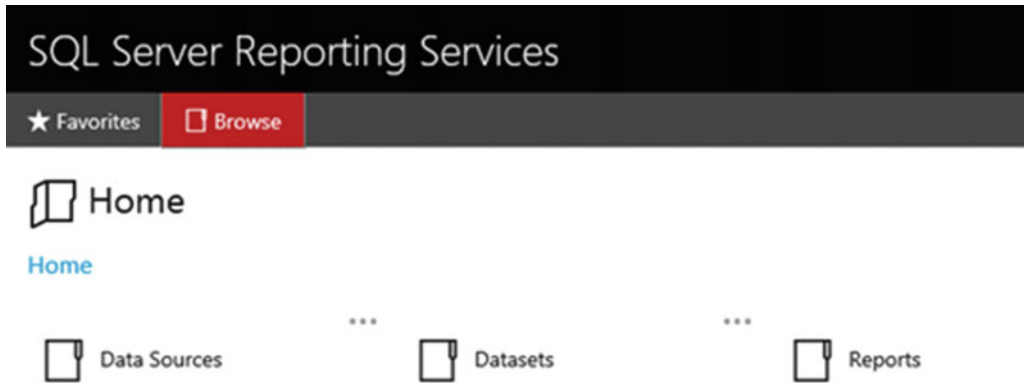 SQL Server Reporting Services
Favorites Browse
Home
Home
Data Sources Datasets Reports